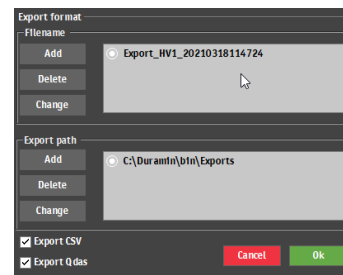 Export format
Filename
Add
Export_HV1_20210318114724
Delete
Change
Export path
Add
C:\Duramin\bin\Exports
Delete
Change
Export CSV
Export Qdas
Cancel
Ok